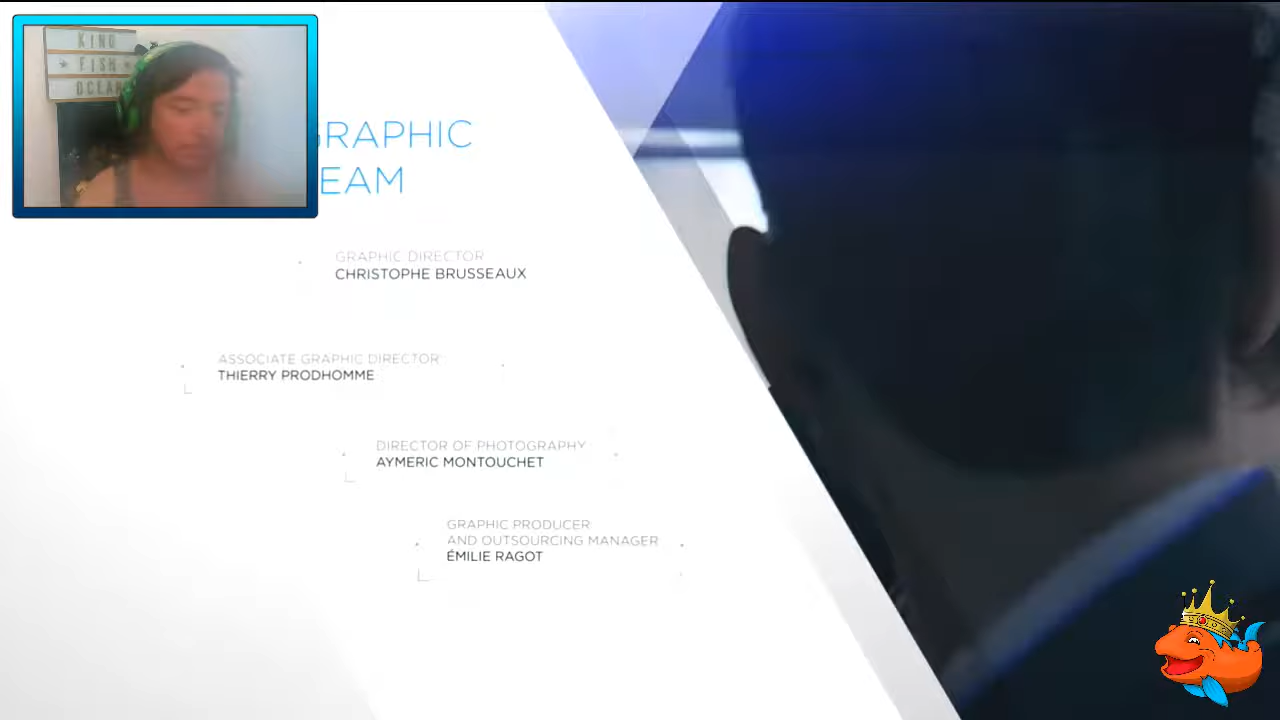 KING
FISH
OCEAN
GRAPHIC
EAM
GRAPHIC DIRECTOR
CHRISTOPHE BRUSSEAUX
ASSOCIATE GRAPHIC DIRECTOR
THIERRY PRODHOMME
DIRECTOR OF PHOTOGRAPHY
AYMERIC MONTOUCHET
GRAPHIC PRODUCER
AND OUTSOURCING MANAGER
ÉMILIE RAGOT